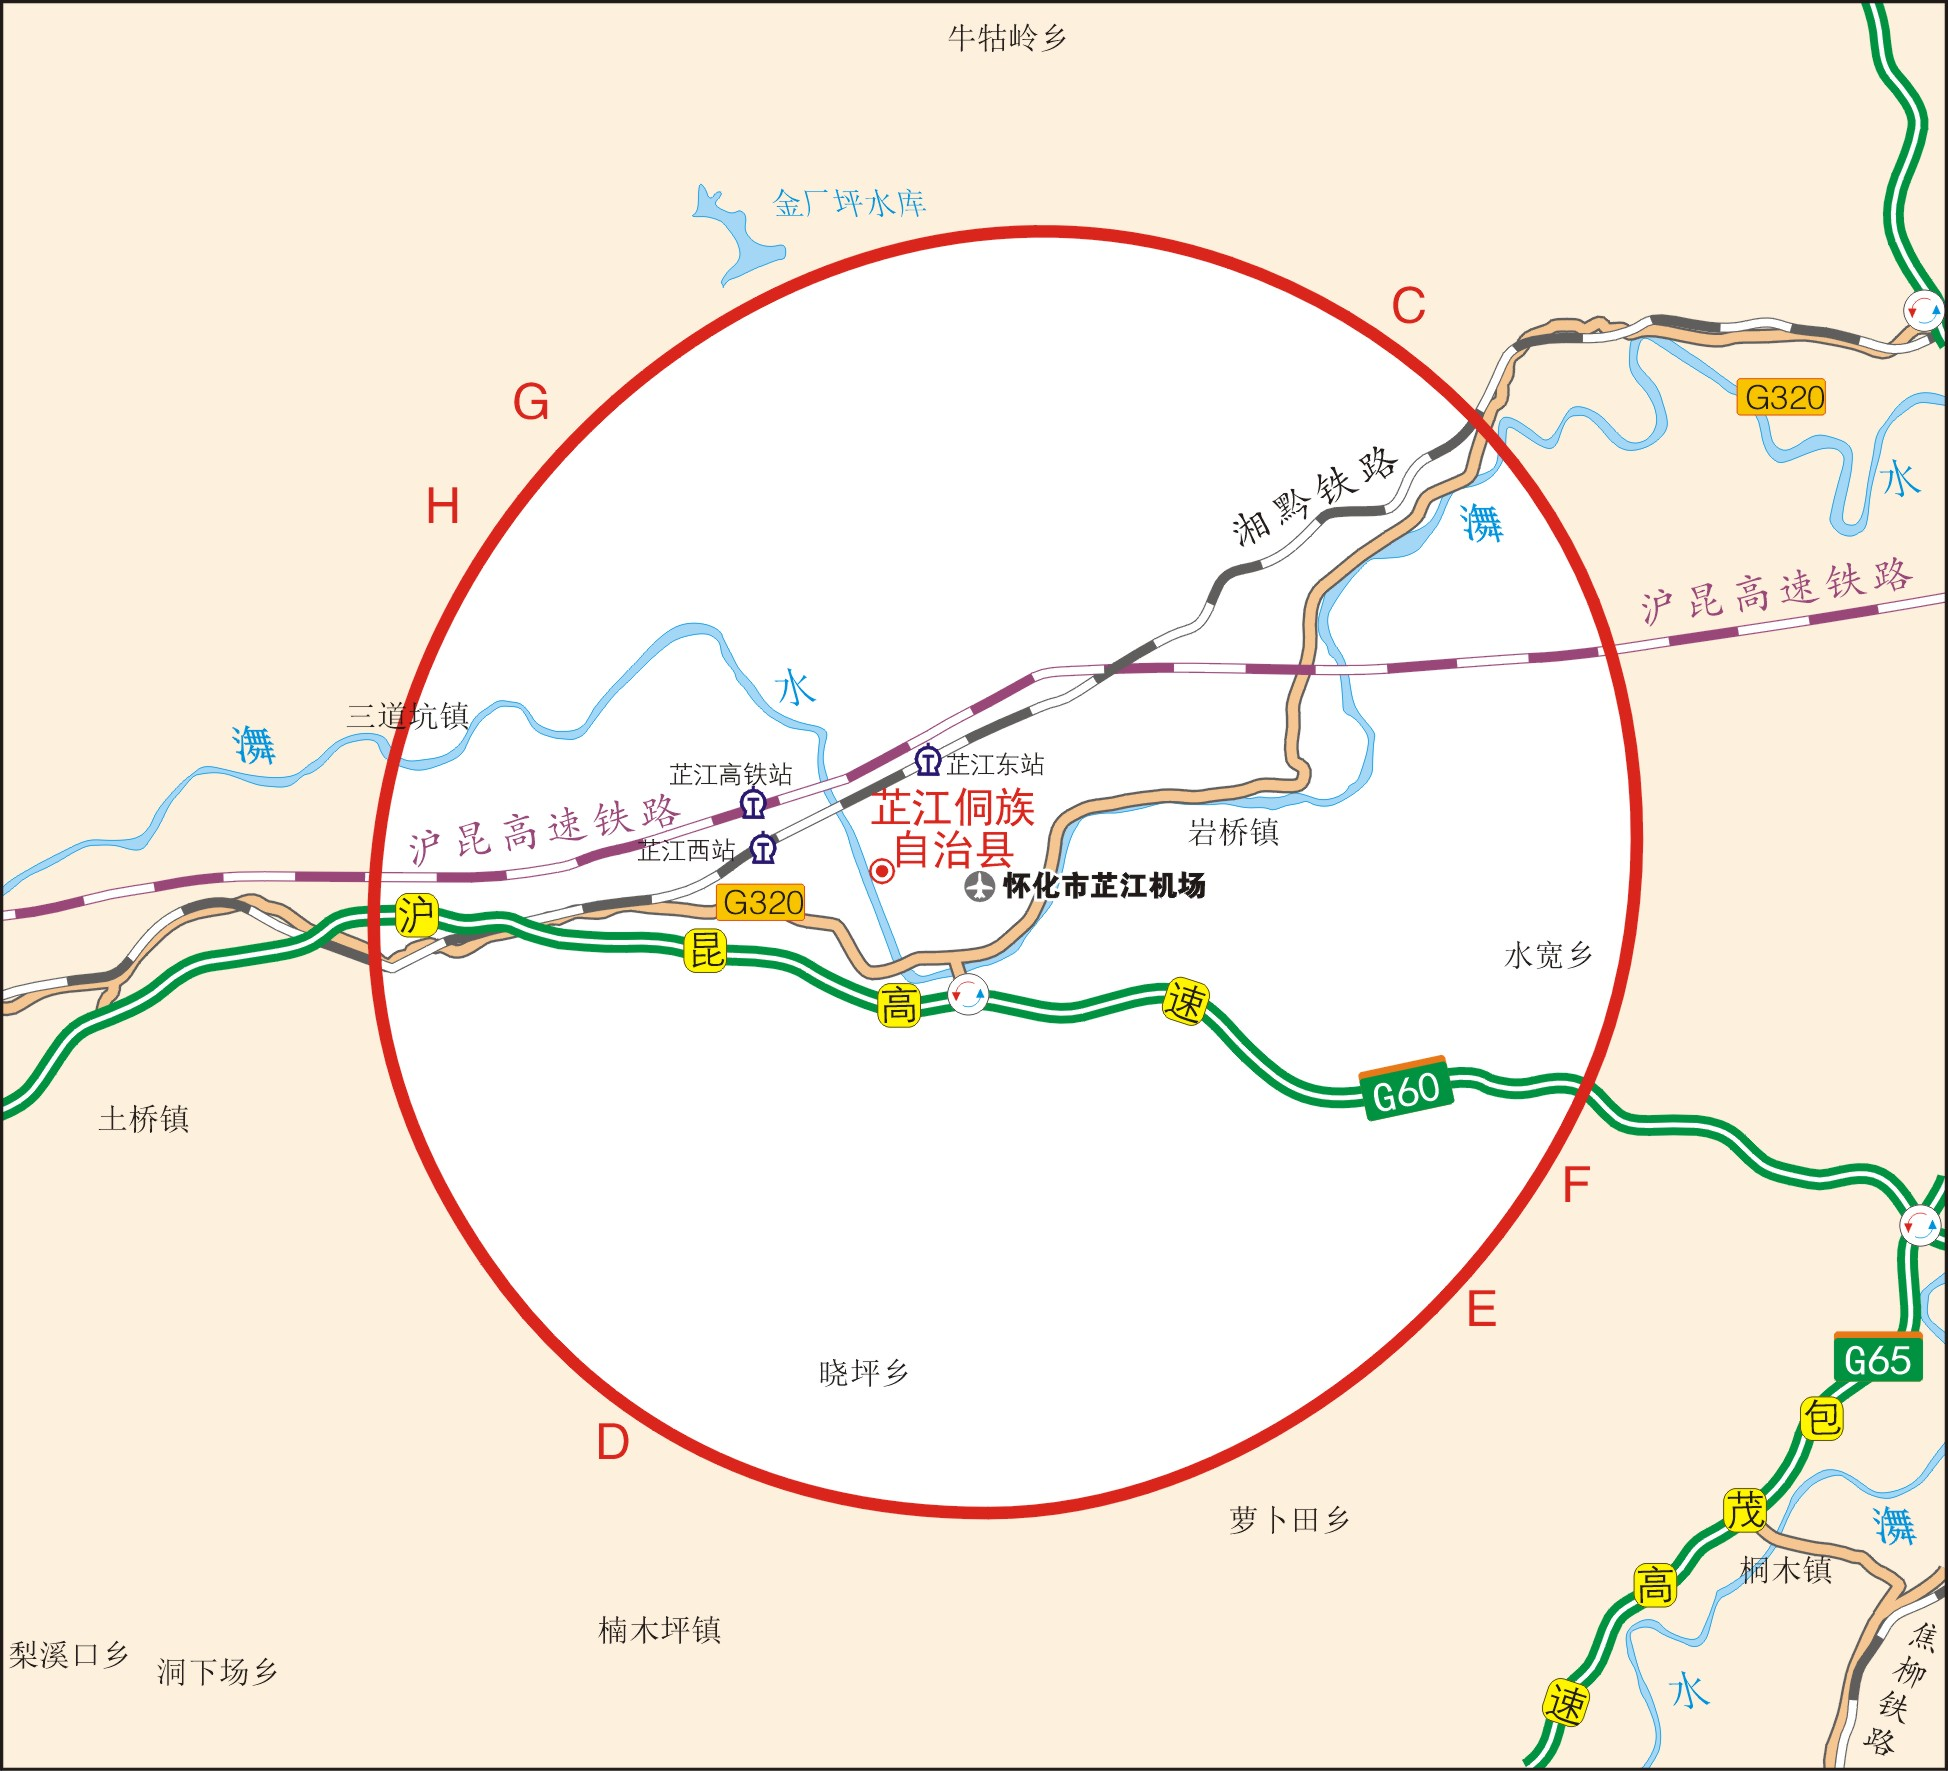 牛牯岭乡
金厂坪水库
C
G
G320
H
湘黔铁路
水
㵲
沪昆高速铁路
水
三道坑镇
㵲
芷江高铁站
芷江东站
沪昆高速铁路
芷江侗族
自治县
芷江西站
岩桥镇
怀化市芷江机场
G320
沪昆高速
水宽乡
G60
土桥镇
F
E
G65
晓坪乡
包茂高速
D
萝卜田乡
㵲
桐木镇
楠木坪镇
焦柳铁路
梨溪口乡
洞下场乡
水